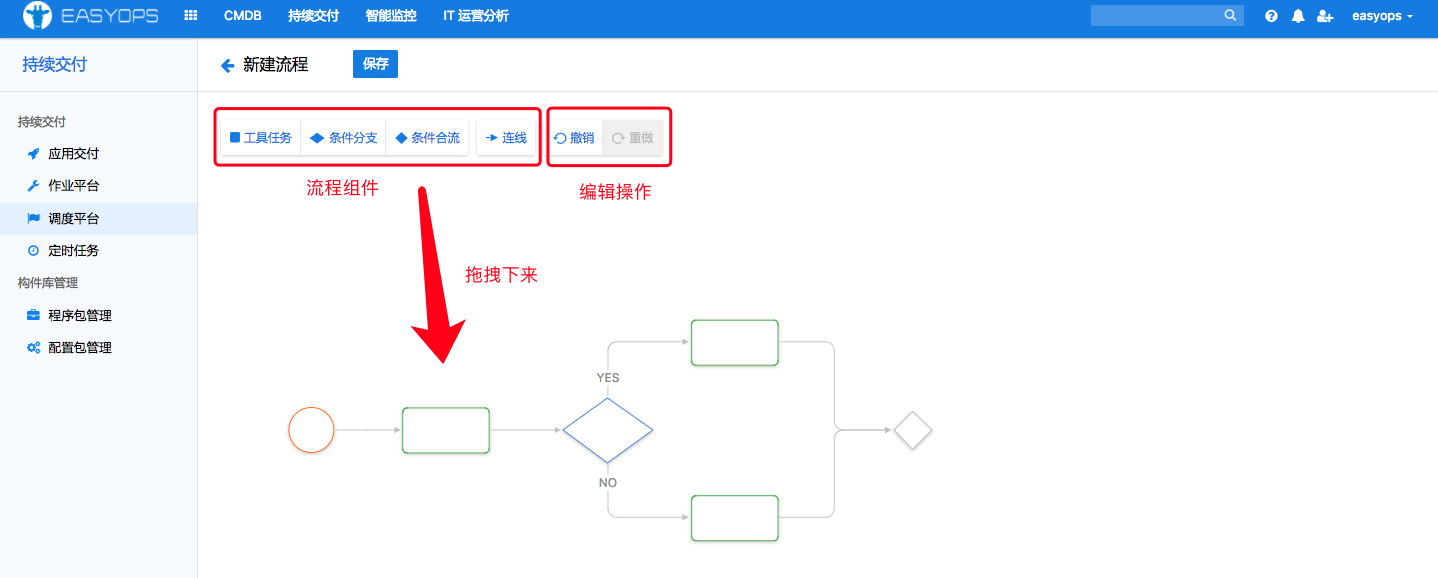 EASYOPS CMDB 持续交付 智能监控 IT 运营分析 easyops
持续交付
新建流程 保存
持续交付
应用交付
作业平台
调度平台
定时任务
构件库管理
程序包管理
配置包管理
工具任务 条件分支 条件合流 连线 撤销 重做
流程组件 编辑操作
拖拽下来
YES
NO